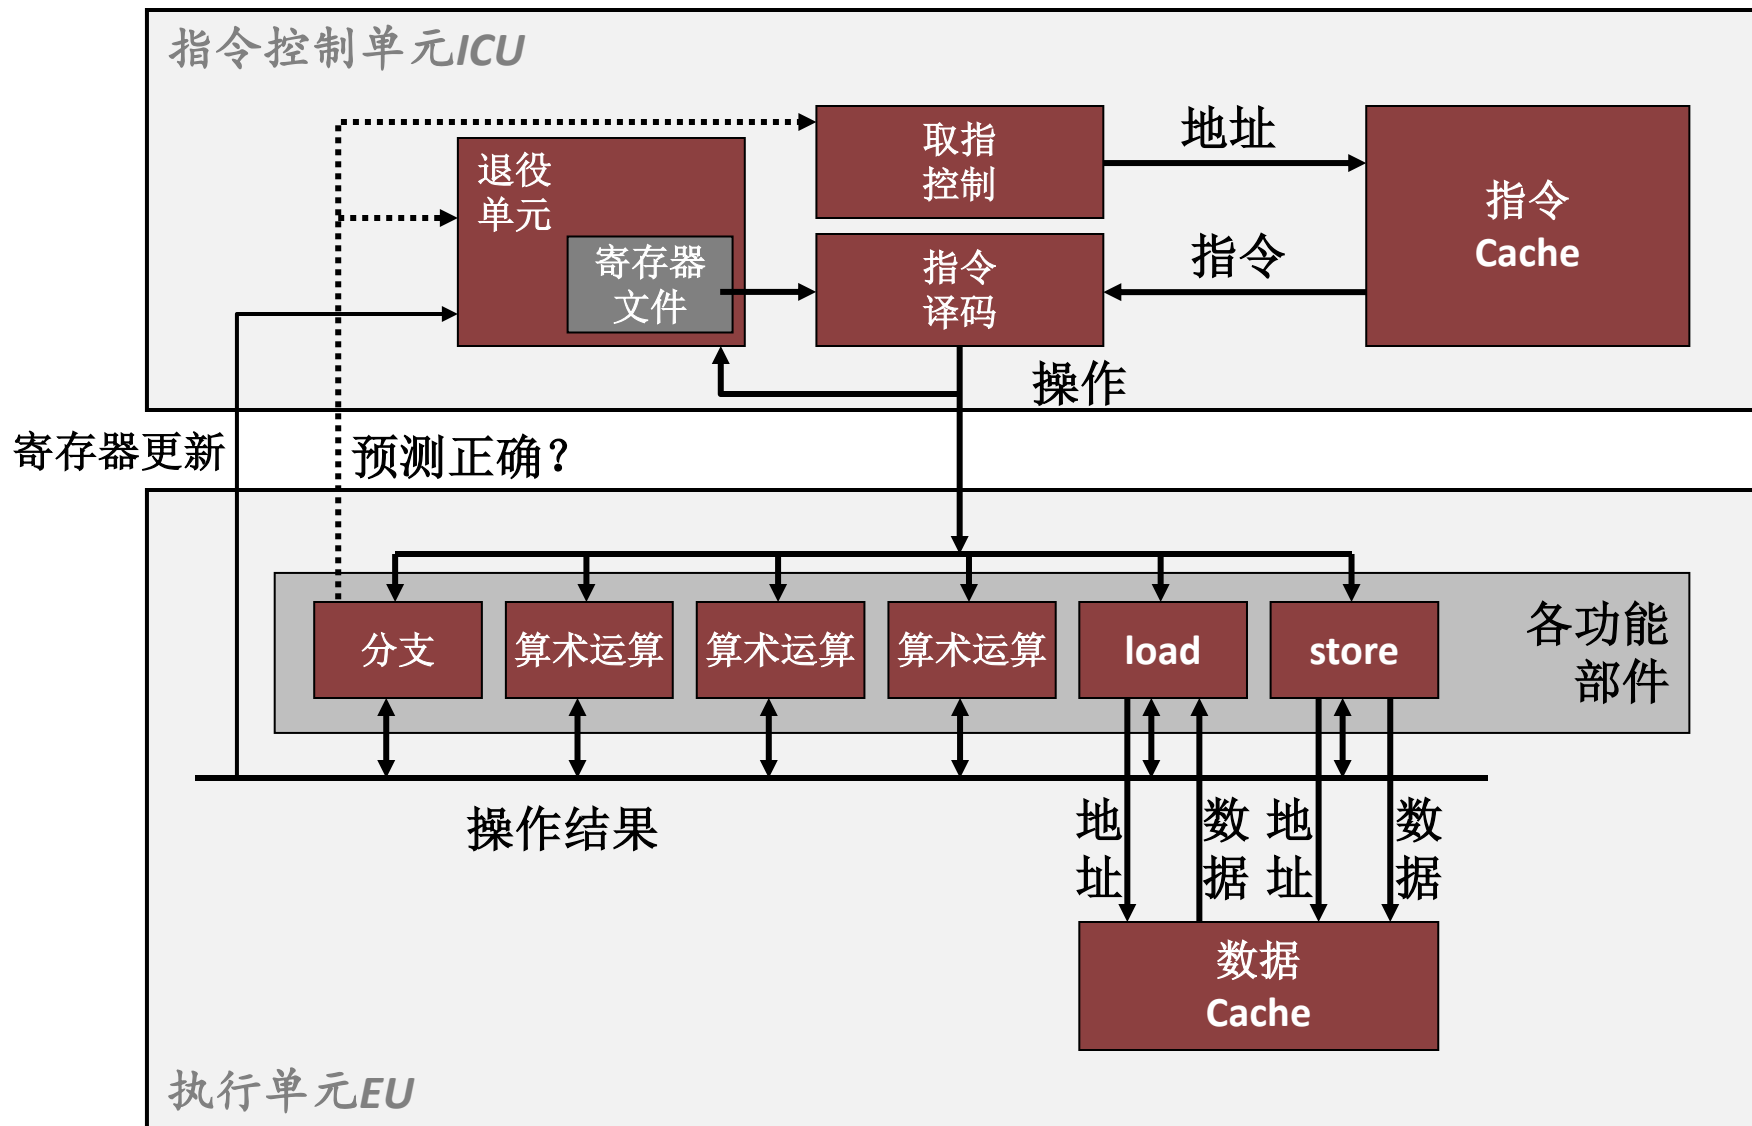 指令控制单元ICU
取指
控制
地址
指令
Cache
退役
单元
寄存器
文件
指令
译码
指令
操作
寄存器更新
预测正确？
分支
算术运算
算术运算
算术运算
load
store
各功能
部件
操作结果
地址
数据
地址
数据
数据
Cache
执行单元EU